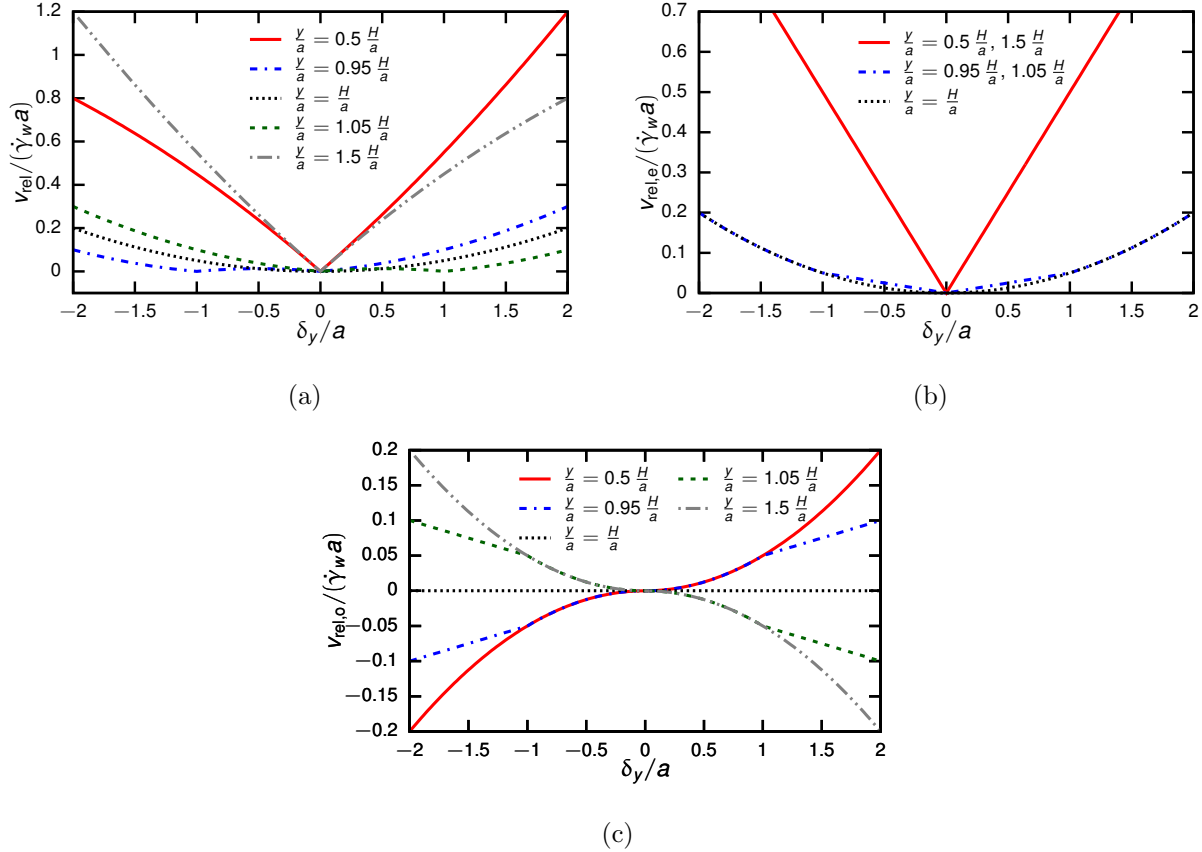 1.2
1
0.8
0.6
0.4
0.2
0
v_rel/(γ̇_w a)
y/a = 0.5 H/a
y/a = 0.95 H/a
y/a = H/a
y/a = 1.05 H/a
y/a = 1.5 H/a
−2 −1.5 −1 −0.5 0 0.5 1 1.5 2
δ_y/a
(a)
0.7
0.6
0.5
0.4
0.3
0.2
0.1
0
v_rel,e/(γ̇_w a)
y/a = 0.5 H/a, 1.5 H/a
y/a = 0.95 H/a, 1.05 H/a
y/a = H/a
−2 −1.5 −1 −0.5 0 0.5 1 1.5 2
δ_y/a
(b)
0.2
0.15
0.1
0.05
0
−0.05
−0.1
−0.15
−0.2
v_rel,o/(γ̇_w a)
y/a = 0.5 H/a
y/a = 0.95 H/a
y/a = H/a
y/a = 1.05 H/a
y/a = 1.5 H/a
−2 −1.5 −1 −0.5 0 0.5 1 1.5 2
δ_y/a
(c)